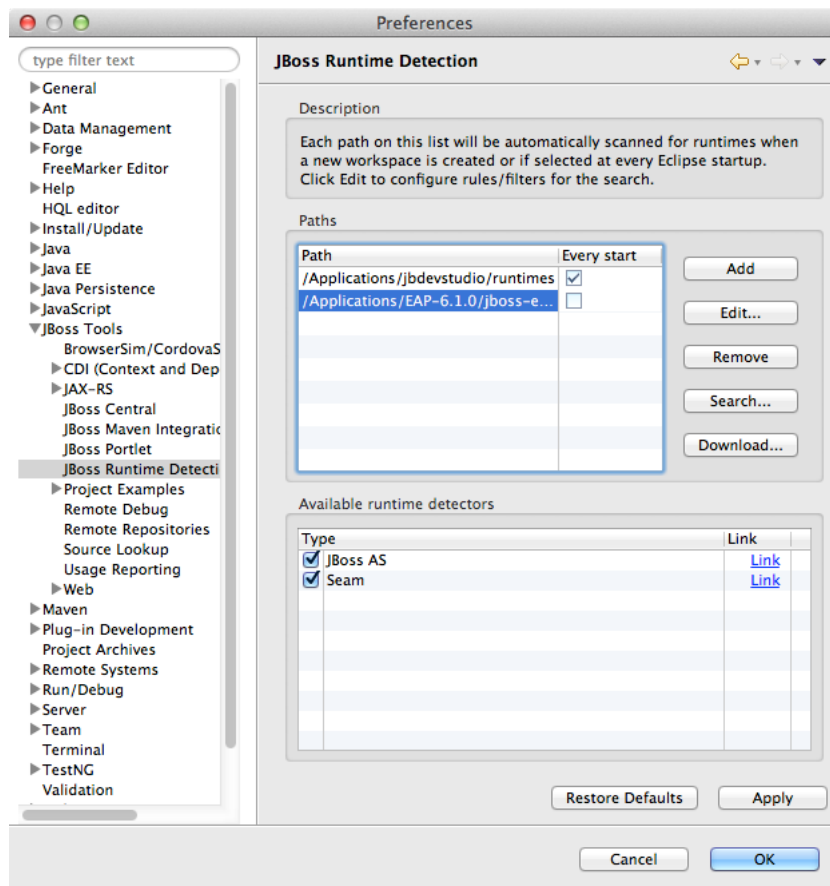 Preferences
type filter text
General
Ant
Data Management
Forge
FreeMarker Editor
Help
HQL editor
Install/Update
Java
Java EE
Java Persistence
JavaScript
JBoss Tools
BrowserSim/CordovaS
CDI (Context and Dep
JAX-RS
JBoss Central
JBoss Maven Integratio
JBoss Portlet
JBoss Runtime Detecti
Project Examples
Remote Debug
Remote Repositories
Source Lookup
Usage Reporting
Web
Maven
Plug-in Development
Project Archives
Remote Systems
Run/Debug
Server
Team
Terminal
TestNG
Validation
JBoss Runtime Detection
Description
Each path on this list will be automatically scanned for runtimes when
a new workspace is created or if selected at every Eclipse startup.
Click Edit to configure rules/filters for the search.
Paths
Path Every start
/Applications/jbdevstudio/runtimes
/Applications/EAP-6.1.0/jboss-e...
Add
Edit...
Remove
Search...
Download...
Available runtime detectors
Type Link
JBoss AS Link
Seam Link
Restore Defaults Apply
Cancel OK